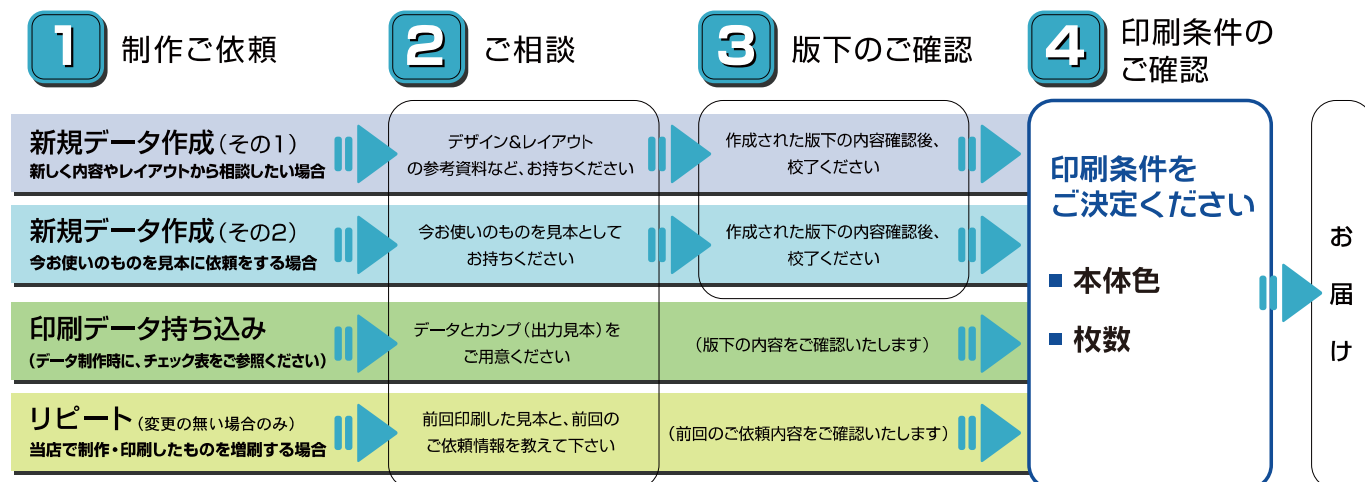 1 制作ご依頼
2 ご相談
3 版下のご確認
4 印刷条件の
ご確認
新規データ作成(その1)
新しく内容やレイアウトから相談したい場合
デザイン&レイアウト
の参考資料など、お持ちください
作成された版下の内容確認後、
校了ください
新規データ作成(その2)
今お使いのものを見本に依頼をする場合
今お使いのものを見本として
お持ちください
作成された版下の内容確認後、
校了ください
印刷データ持ち込み
(データ制作時に、チェック表をご参照ください)
データとカンプ(出力見本)を
ご用意ください
(版下の内容をご確認いたします)
リピート(変更の無い場合のみ)
当店で制作・印刷したものを増刷する場合
前回印刷した見本と、前回の
ご依頼情報を教えて下さい
(前回のご依頼内容をご確認いたします)
印刷条件を
ご決定ください
■ 本体色
■ 枚数
お届け